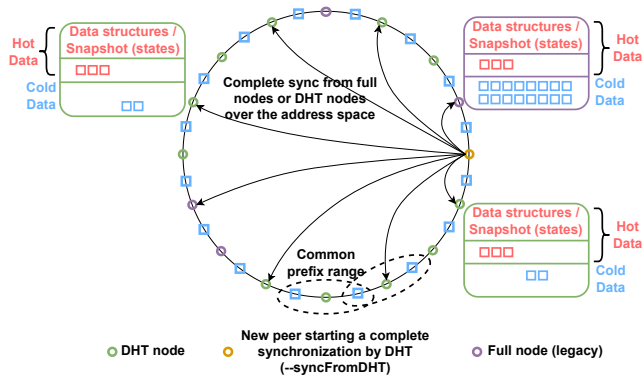 Hot
Data
Data structures /
Snapshot (states)
Cold
Data
Complete sync from full
nodes or DHT nodes
over the address space
Data structures /
Snapshot (states)
Hot
Data
Cold
Data
Data structures /
Snapshot (states)
Hot
Data
Cold
Data
Common
prefix range
DHT node
New peer starting a complete
synchronization by DHT
(--syncFromDHT)
Full node (legacy)